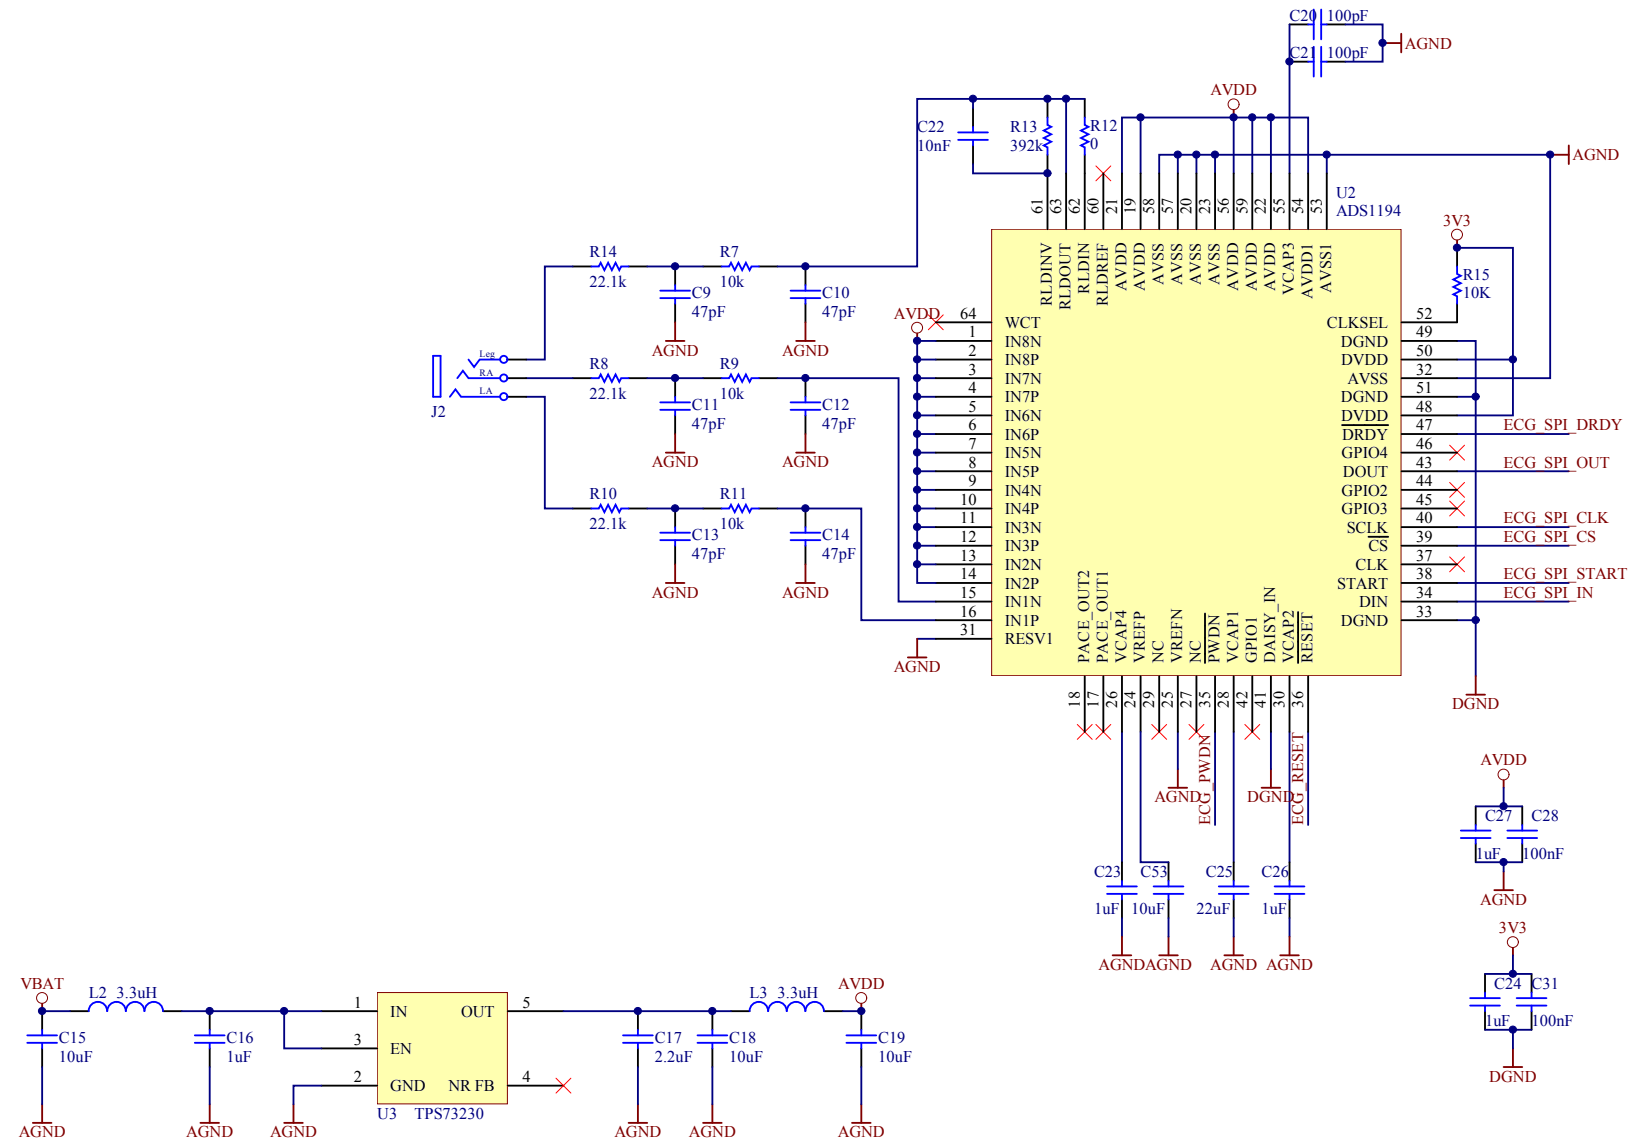 C20 100pF
AGND
C21 100pF
AVDD
C22
10nF
R13
392k
R12
0
AGND
61 63 62 60 21 19 58 57 20 23 56 59 22 55 54 53
U2
ADS1194
RLDINV RLDOUT RLDIN RLDREF AVDD AVDD AVSS AVSS AVSS AVSS AVDD AVDD AVDD VCAP3 AVDD1 AVSS1
3V3
R15
10K
R14
22.1k
R7
10k
C9
47pF
C10
47pF
AGND
AGND
AVDD
64 WCT
1 IN8N
2 IN8P
3 IN7N
4 IN7P
5 IN6N
6 IN6P
7 IN5N
8 IN5P
9 IN4N
10 IN4P
11 IN3N
12 IN3P
13 IN2N
14 IN2P
15 IN1N
16 IN1P
31 RESV1
AGND
CLKSEL 52
DGND 49
DVDD 50
AVSS 32
DGND 51
DVDD 48
DRDY 47 ECG_SPI_DRDY
GPIO4 46
DOUT 43 ECG_SPI_OUT
GPIO2 44
GPIO3 45
SCLK 40 ECG_SPI_CLK
CS 39 ECG_SPI_CS
CLK 37
START 38 ECG_SPI_START
DIN 34 ECG_SPI_IN
DGND 33
DGND
Leg
RA
LA
J2
R8
22.1k
R9
10k
C11
47pF
C12
47pF
AGND
AGND
R10
22.1k
R11
10k
C13
47pF
C14
47pF
AGND
AGND
PACE_OUT2 PACE_OUT1 VCAP4 VREFP NC VREFN NC PWDN VCAP1 GPIO1 DAISY_IN VCAP2 RESET
18 17 26 24 29 25 27 35 28 42 41 30 36
AGND
ECG_PWDN
DGND
ECG_RESET
C23
1uF
C53
10uF
C25
22uF
C26
1uF
AGND AGND AGND AGND
AVDD
C27
1uF
C28
100nF
AGND
3V3
C24
1uF
C31
100nF
DGND
VBAT
L2 3.3uH
C15
10uF
C16
1uF
1 IN
3 EN
2 GND
OUT 5
NR FB 4
U3 TPS73230
L3 3.3uH
AVDD
C17
2.2uF
C18
10uF
C19
10uF
AGND AGND AGND AGND AGND AGND